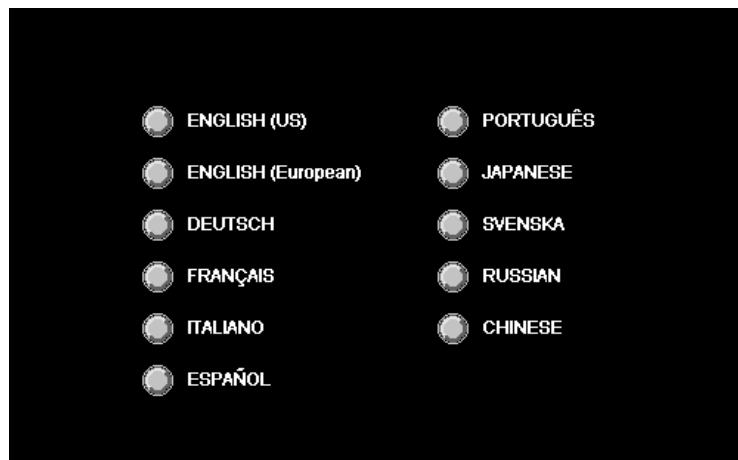 ENGLISH (US)
ENGLISH (European)
DEUTSCH
FRANÇAIS
ITALIANO
ESPAÑOL
PORTUGUÊS
JAPANESE
SVENSKA
RUSSIAN
CHINESE